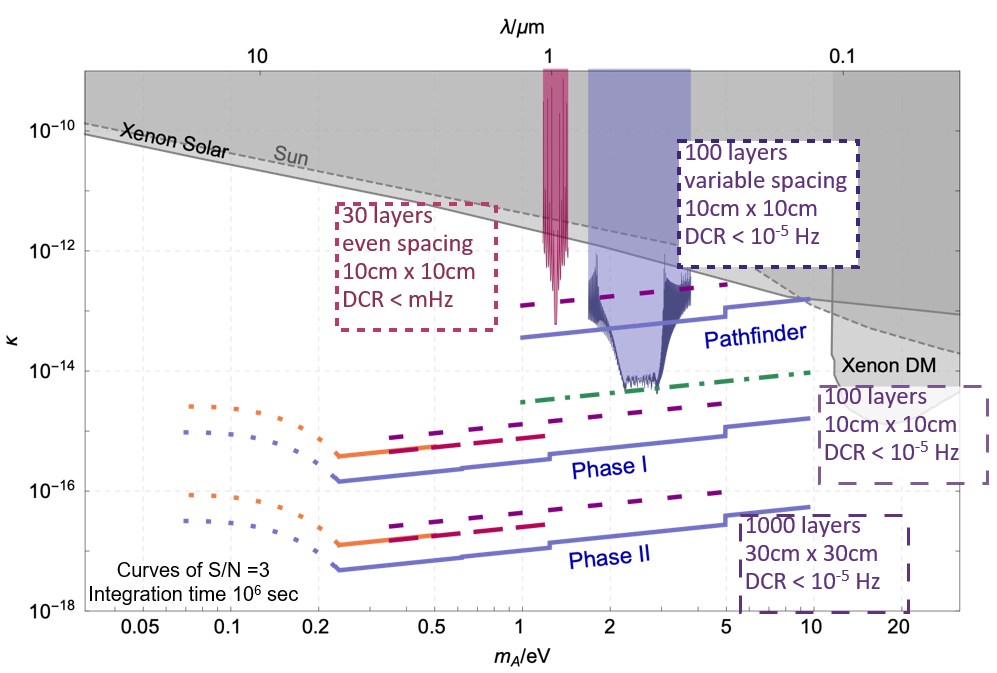 λ/μm
10
1
0.1
10⁻¹⁰
10⁻¹²
10⁻¹⁴
10⁻¹⁶
10⁻¹⁸
κ
Xenon Solar
Sun
30 layers
even spacing
10cm x 10cm
DCR < mHz
100 layers
variable spacing
10cm x 10cm
DCR < 10⁻⁵ Hz
Pathfinder
Xenon DM
100 layers
10cm x 10cm
DCR < 10⁻⁵ Hz
Phase I
1000 layers
30cm x 30cm
DCR < 10⁻⁵ Hz
Phase II
Curves of S/N =3
Integration time 10⁶ sec
0.05
0.1
0.2
0.5
1
2
5
10
20
mA/eV